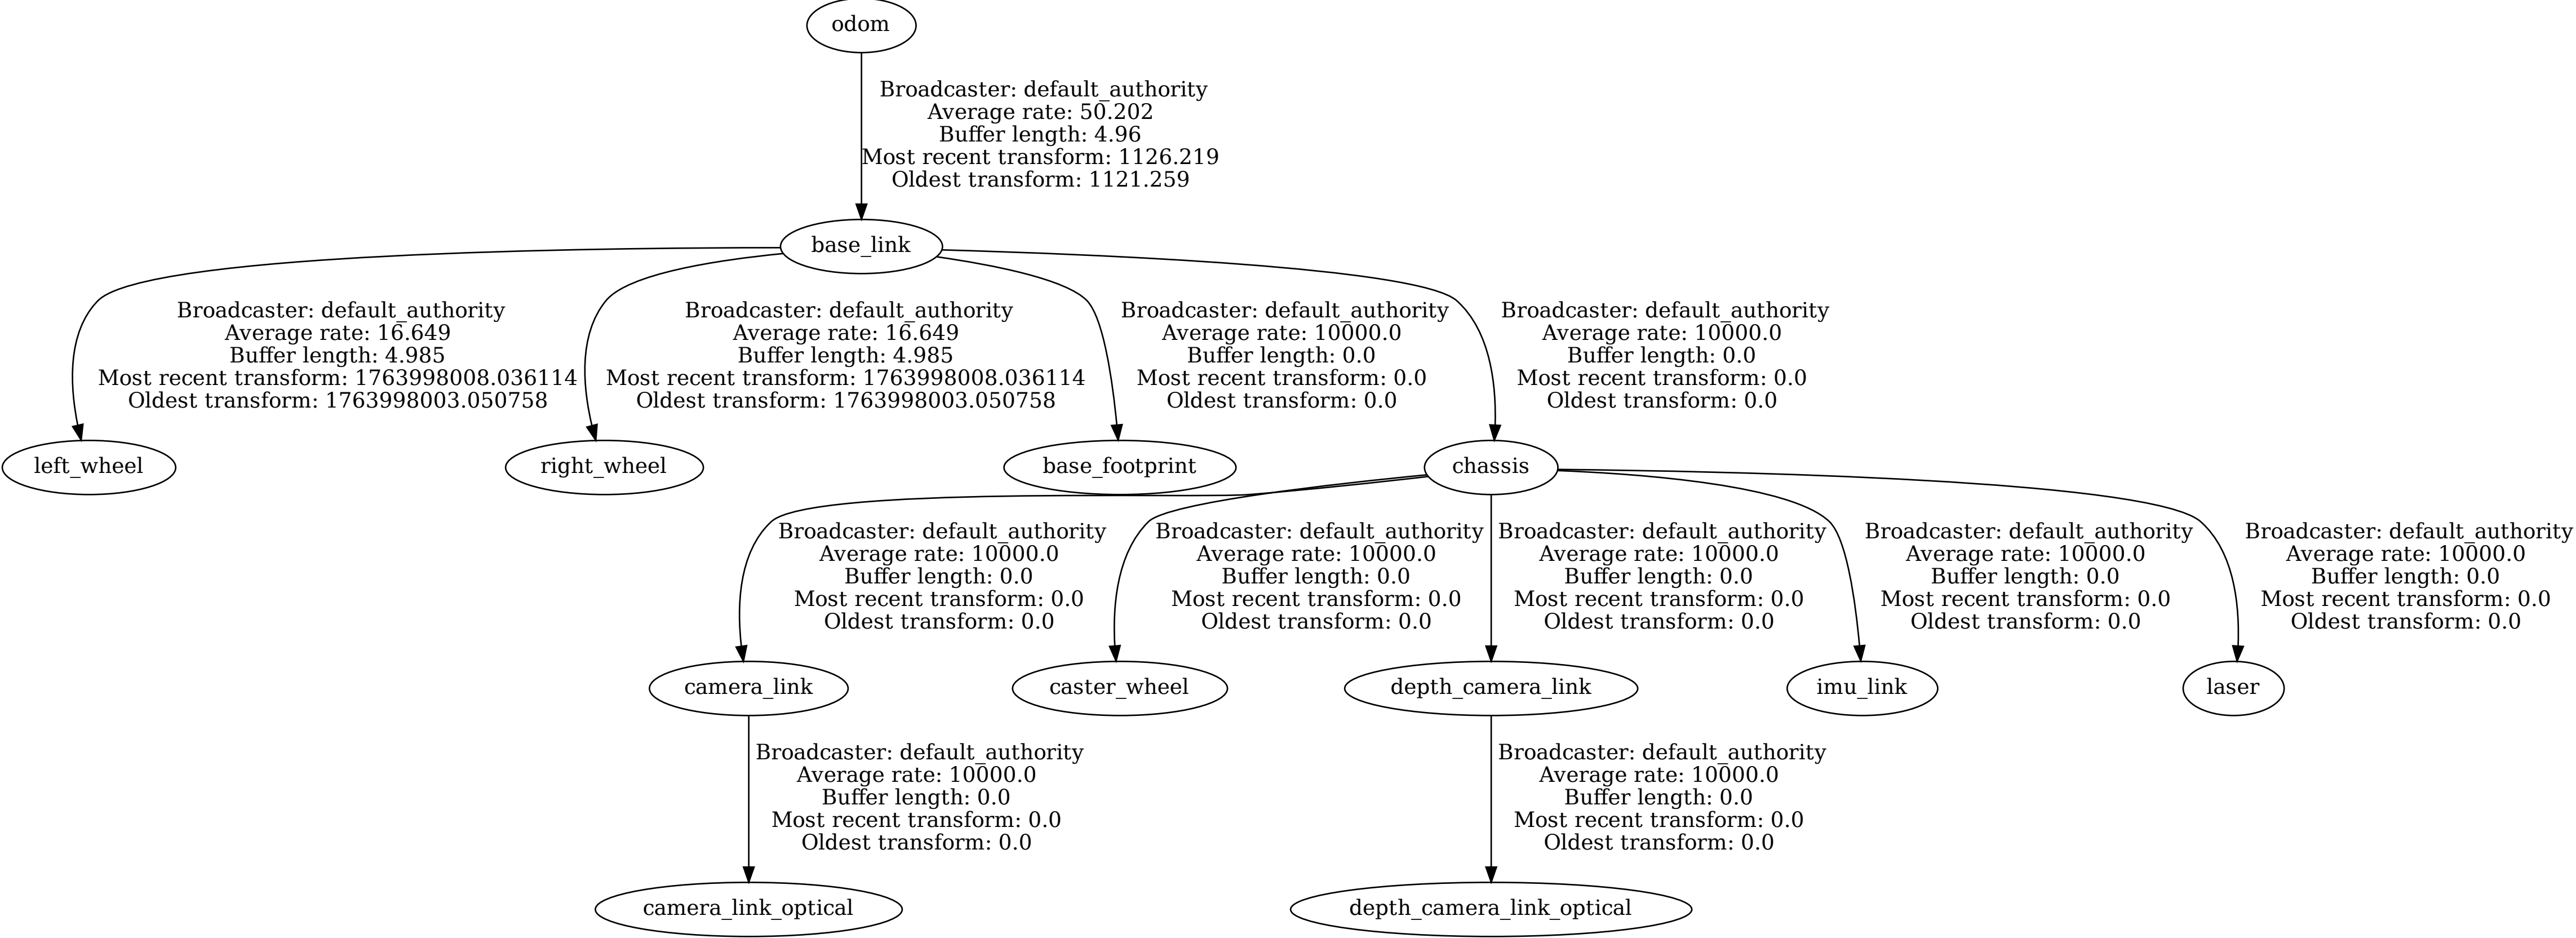 odom
Broadcaster: default_authority
Average rate: 50.202
Buffer length: 4.96
Most recent transform: 1126.219
Oldest transform: 1121.259
base_link
Broadcaster: default_authority
Average rate: 16.649
Buffer length: 4.985
Most recent transform: 1763998008.036114
Oldest transform: 1763998003.050758
Broadcaster: default_authority
Average rate: 16.649
Buffer length: 4.985
Most recent transform: 1763998008.036114
Oldest transform: 1763998003.050758
Broadcaster: default_authority
Average rate: 10000.0
Buffer length: 0.0
Most recent transform: 0.0
Oldest transform: 0.0
Broadcaster: default_authority
Average rate: 10000.0
Buffer length: 0.0
Most recent transform: 0.0
Oldest transform: 0.0
left_wheel
right_wheel
base_footprint
chassis
Broadcaster: default_authority
Average rate: 10000.0
Buffer length: 0.0
Most recent transform: 0.0
Oldest transform: 0.0
Broadcaster: default_authority
Average rate: 10000.0
Buffer length: 0.0
Most recent transform: 0.0
Oldest transform: 0.0
Broadcaster: default_authority
Average rate: 10000.0
Buffer length: 0.0
Most recent transform: 0.0
Oldest transform: 0.0
Broadcaster: default_authority
Average rate: 10000.0
Buffer length: 0.0
Most recent transform: 0.0
Oldest transform: 0.0
Broadcaster: default_authority
Average rate: 10000.0
Buffer length: 0.0
Most recent transform: 0.0
Oldest transform: 0.0
camera_link
caster_wheel
depth_camera_link
imu_link
laser
Broadcaster: default_authority
Average rate: 10000.0
Buffer length: 0.0
Most recent transform: 0.0
Oldest transform: 0.0
Broadcaster: default_authority
Average rate: 10000.0
Buffer length: 0.0
Most recent transform: 0.0
Oldest transform: 0.0
camera_link_optical
depth_camera_link_optical